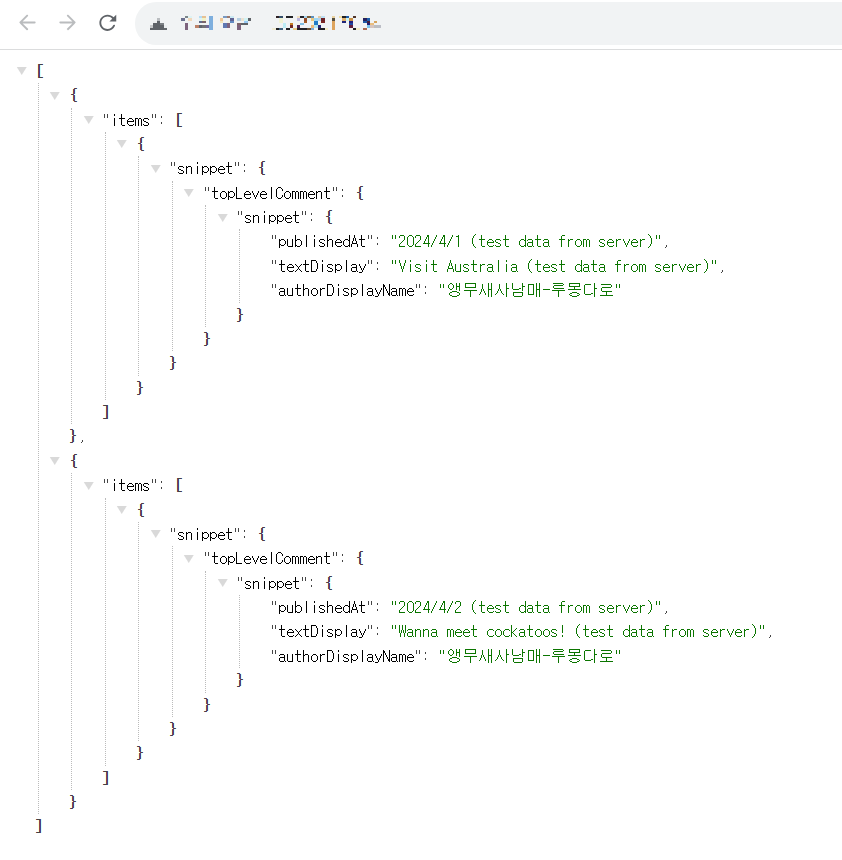 [
{
"items": [
{
"snippet": {
"topLevelComment": {
"snippet": {
"publishedAt": "2024/4/1 (test data from server)",
"textDisplay": "Visit Australia (test data from server)",
"authorDisplayName": "앵무새사남매-루몽다로"
}
}
}
}
]
},
{
"items": [
{
"snippet": {
"topLevelComment": {
"snippet": {
"publishedAt": "2024/4/2 (test data from server)",
"textDisplay": "Wanna meet cockatoos! (test data from server)",
"authorDisplayName": "앵무새사남매-루몽다로"
}
}
}
}
]
}
]